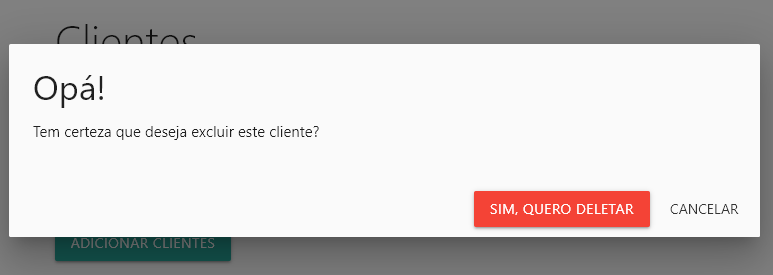 Clientes
Opá!
Tem certeza que deseja excluir este cliente?
SIM, QUERO DELETAR
CANCELAR
ADICIONAR CLIENTES